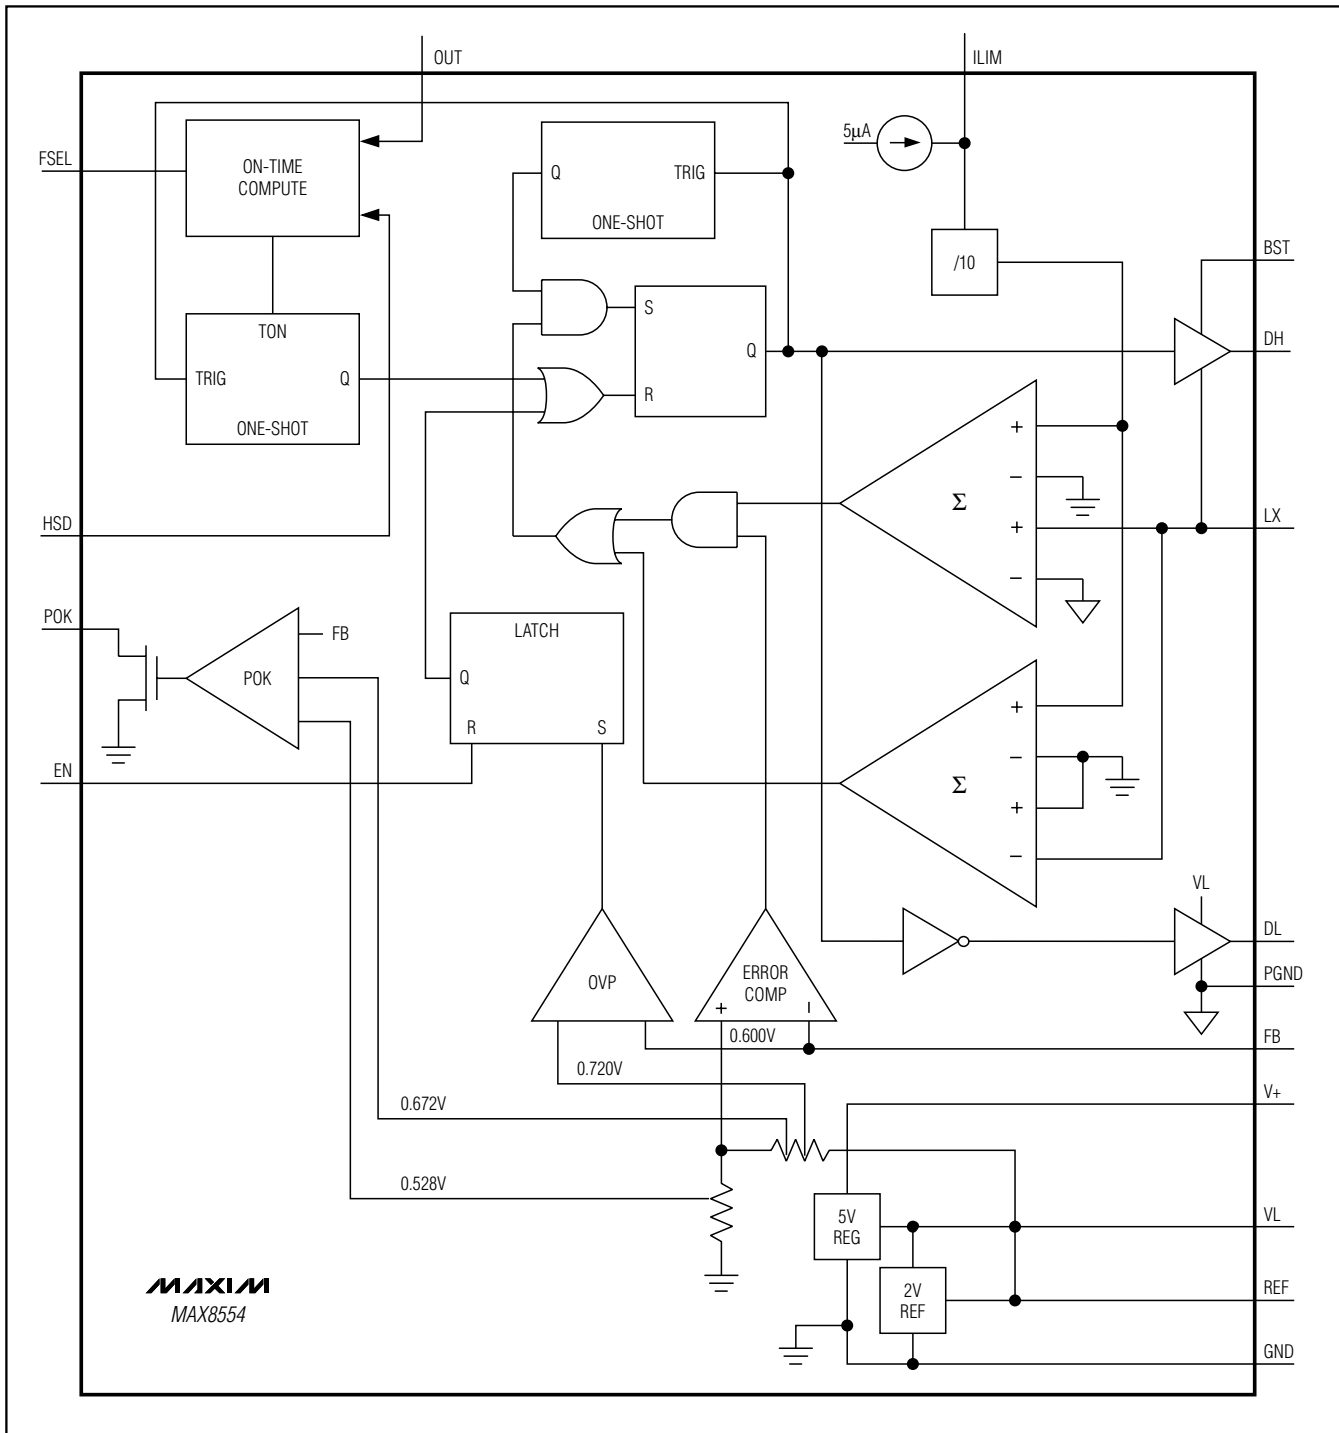 OUT
ILIM
FSEL
ON-TIME
COMPUTE
Q
TRIG
ONE-SHOT
5µA
/10
BST
TON
TRIG
Q
ONE-SHOT
S
Q
R
DH
+
−
Σ
+
−
LX
HSD
POK
POK
FB
LATCH
Q
R
S
EN
+
−
Σ
+
−
VL
DL
PGND
OVP
ERROR
COMP
+
−
0.600V
FB
0.720V
0.672V
V+
0.528V
5V
REG
VL
2V
REF
REF
MAXIM
MAX8554
GND